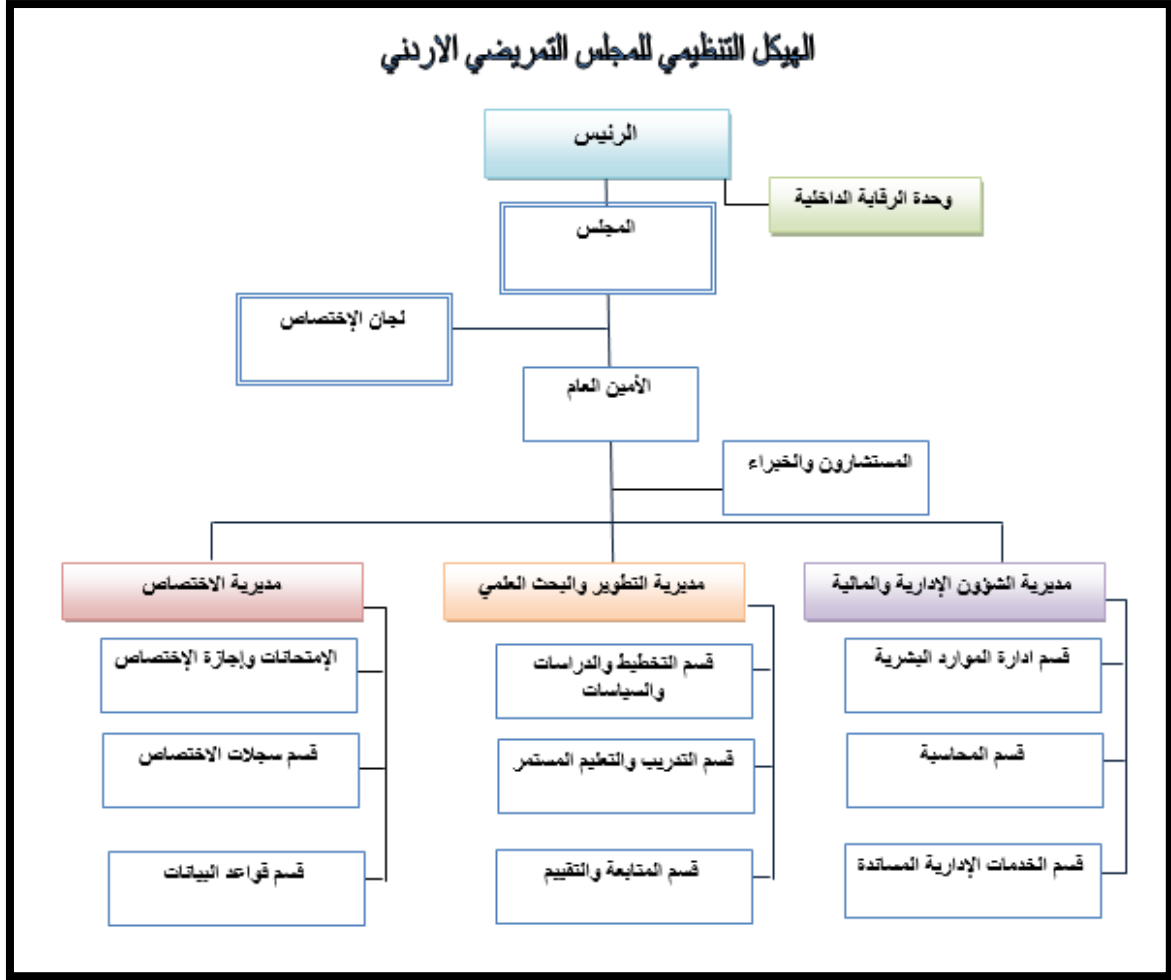 الهيكل التنظيمي للمجلس التمريضي الاردني
الرئيس
وحدة الرقابة الداخلية
المجلس
لجان الإختصاص
الأمين العام
المستشارون والخبراء
مديرية الشؤون الإدارية والمالية
مديرية التطوير والبحث العلمي
مديرية الاختصاص
قسم ادارة الموارد البشرية
قسم التخطيط والدراسات
والسياسات
الإمتحانات وإجازة الإختصاص
قسم المحاسبة
قسم التدريب والتعليم المستمر
قسم سجلات الاختصاص
قسم الخدمات الإدارية المساندة
قسم المتابعة والتقييم
قسم قواعد البيانات